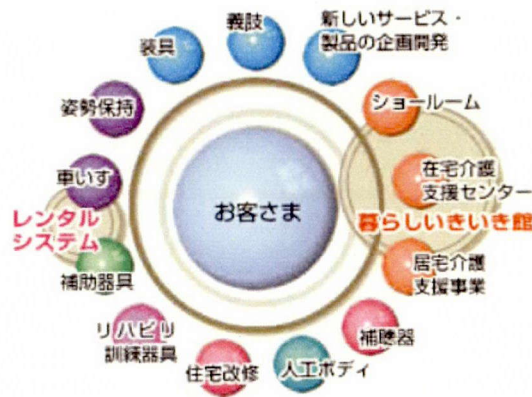 義肢
新しいサービス・
製品の企画開発
装具
ショールーム
姿勢保持
在宅介護
支援センター
車いす
お客さま
暮らしいきいき館
レンタル
システム
居宅介護
支援事業
補助器具
リハビリ
訓練器具
補聴器
住宅改修
人工ボディ